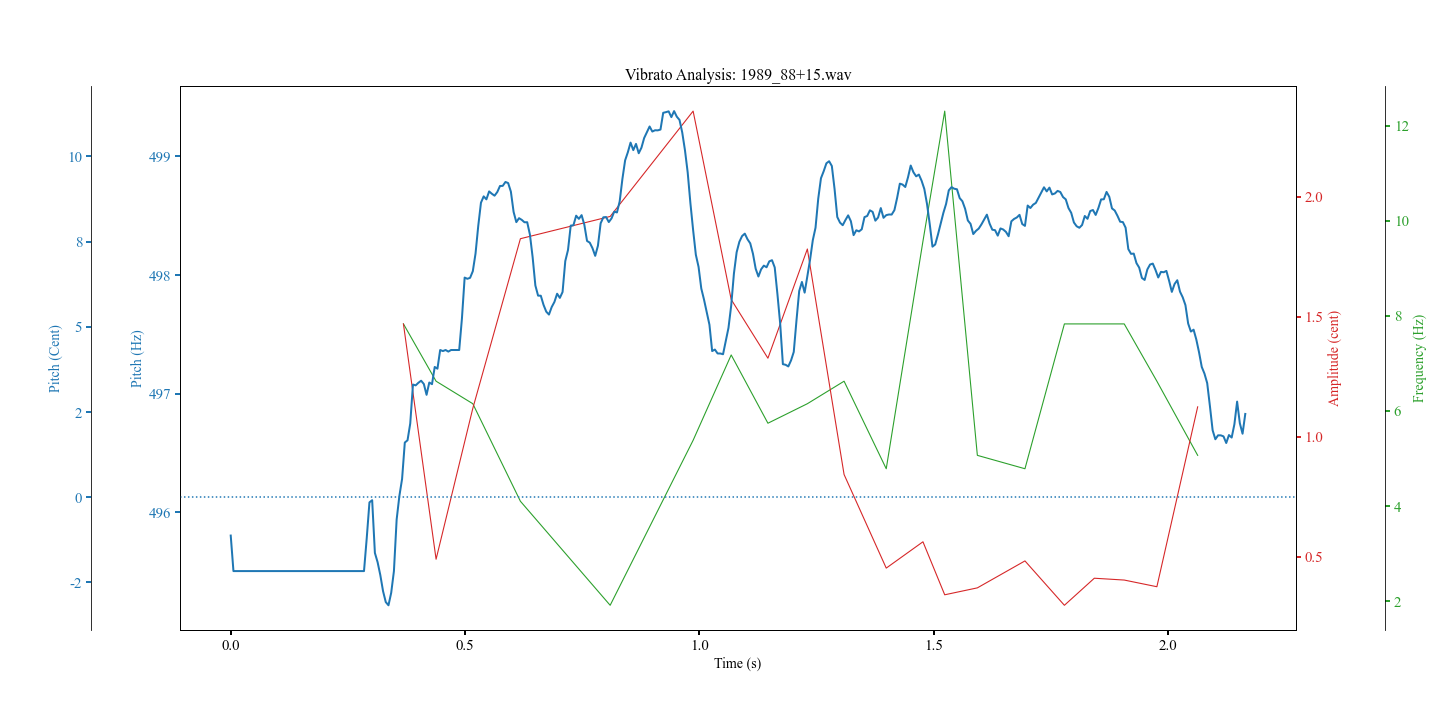 Vibrato Analysis: 1989_88+15.wav
Pitch (Cent)
10
8
5
2
0
-2
Pitch (Hz)
499
498
497
496
0.0 0.5 1.0 1.5 2.0
Time (s)
2.0
1.5
1.0
0.5
Amplitude (cent)
12
10
8
6
4
2
Frequency (Hz)